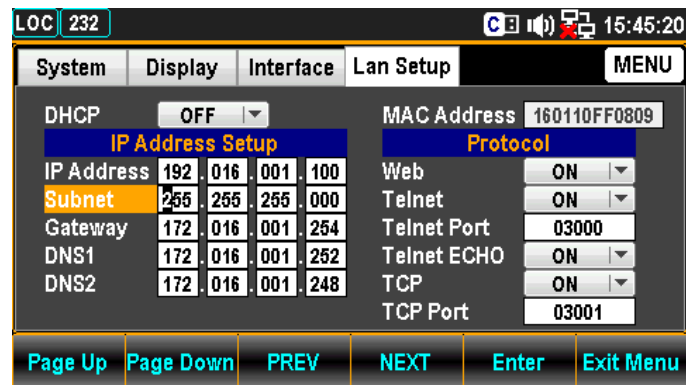 LOC 232 C 15:45:20
System Display Interface Lan Setup MENU
DHCP OFF MAC Address 160110FF0809
IP Address Setup Protocol
IP Address 192 . 016 . 001 . 100 Web ON
Subnet 255 . 255 . 255 . 000 Telnet ON
Gateway 172 . 016 . 001 . 254 Telnet Port 03000
DNS1 172 . 016 . 001 . 252 Telnet ECHO ON
DNS2 172 . 016 . 001 . 248 TCP ON
TCP Port 03001
Page Up Page Down PREV NEXT Enter Exit Menu